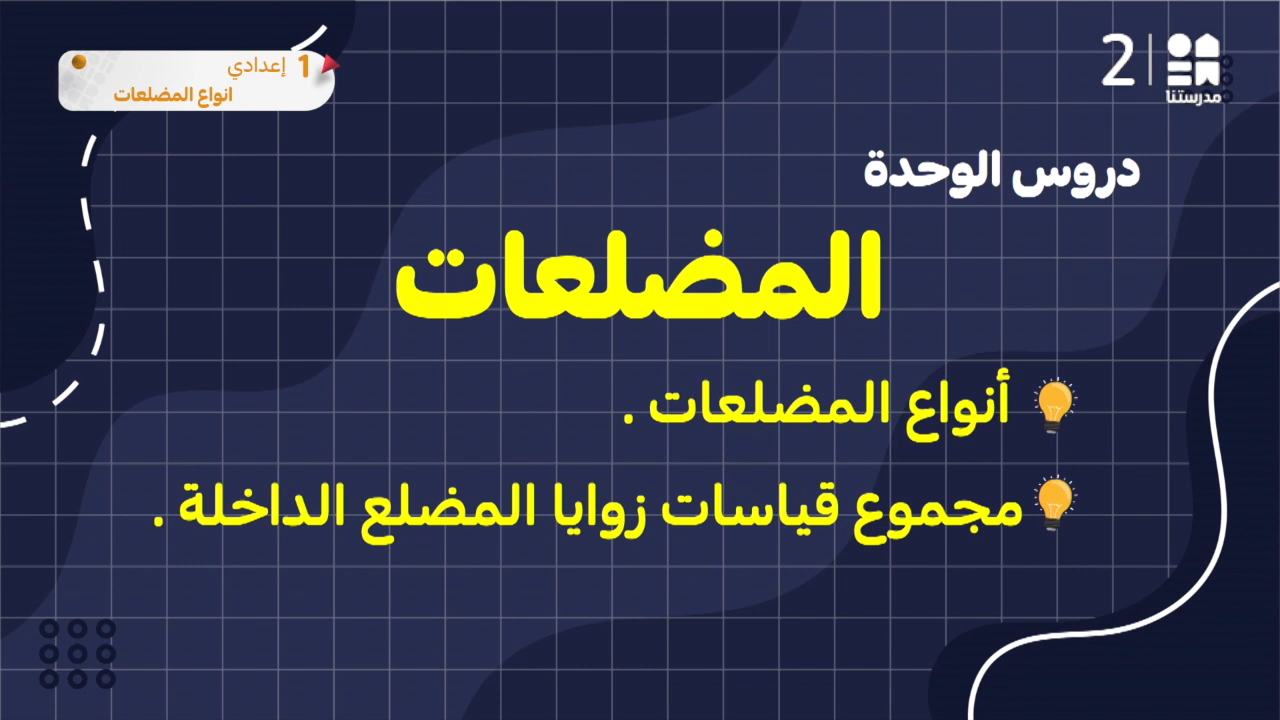 2
مدرستنا
1 إعدادي
انواع المضلعات
دروس الوحدة
المضلعات
أنواع المضلعات .
مجموع قياسات زوايا المضلع الداخلة .